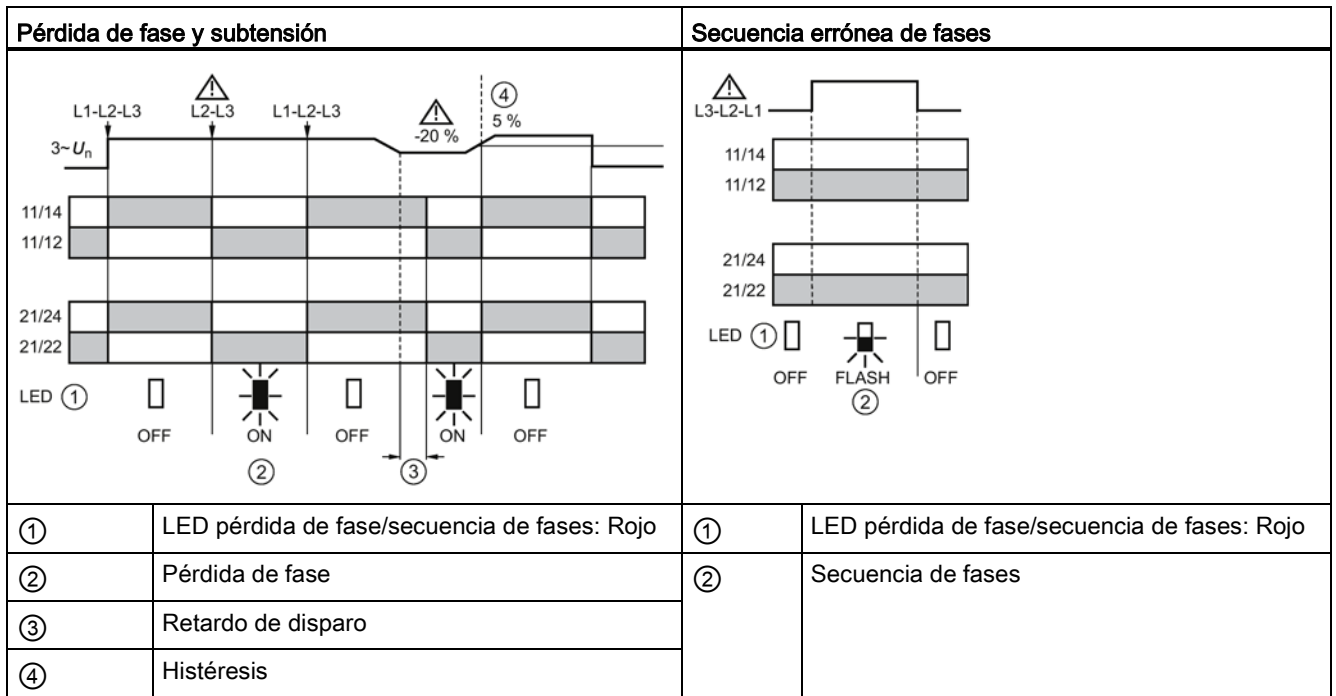 Pérdida de fase y subtensión
Secuencia errónea de fases
L1-L2-L3
L2-L3
L1-L2-L3
-20 %
④
5 %
3~Un
11/14
11/12
21/24
21/22
LED ①
OFF
ON
OFF
ON
OFF
②
③
L3-L2-L1
11/14
11/12
21/24
21/22
LED ①
OFF
FLASH
OFF
②
① LED pérdida de fase/secuencia de fases: Rojo
② Pérdida de fase
③ Retardo de disparo
④ Histéresis
① LED pérdida de fase/secuencia de fases: Rojo
② Secuencia de fases